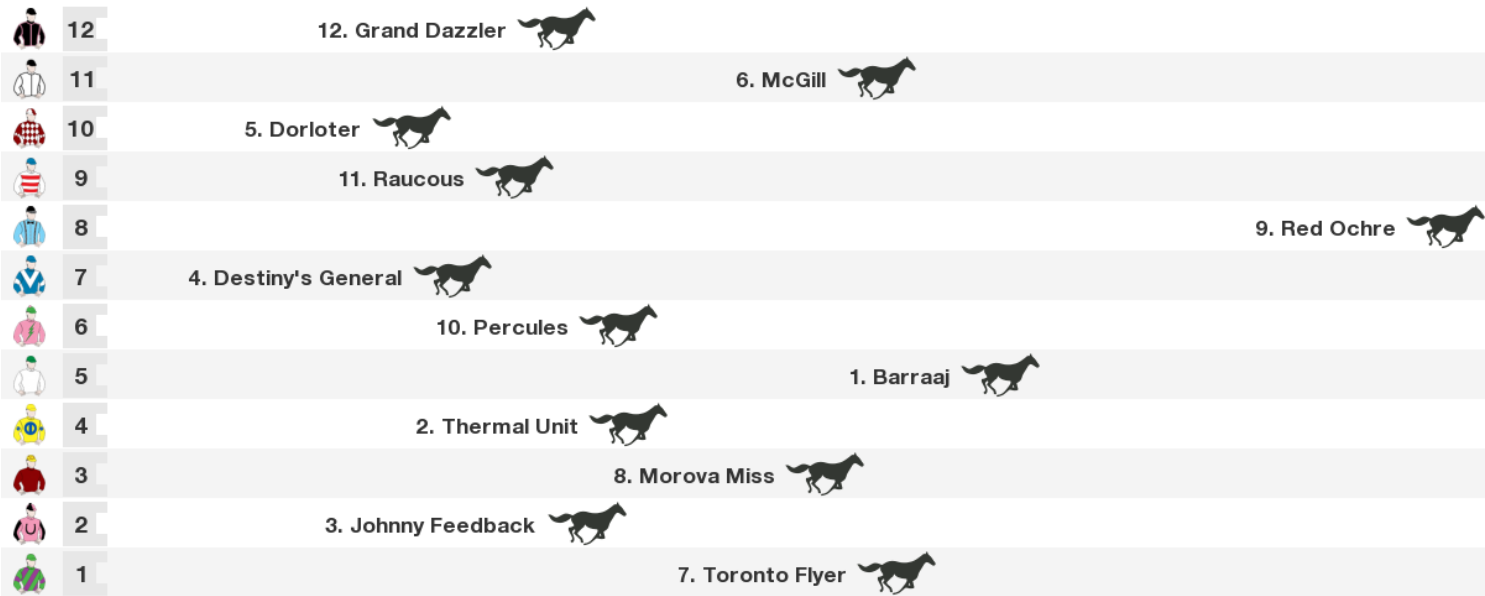 12 12. Grand Dazzler
11 6. McGill
10 5. Dorloter
9 11. Raucous
8 9. Red Ochre
7 4. Destiny's General
6 10. Percules
5 1. Barraaj
4 2. Thermal Unit
3 8. Morova Miss
2 3. Johnny Feedback
1 7. Toronto Flyer